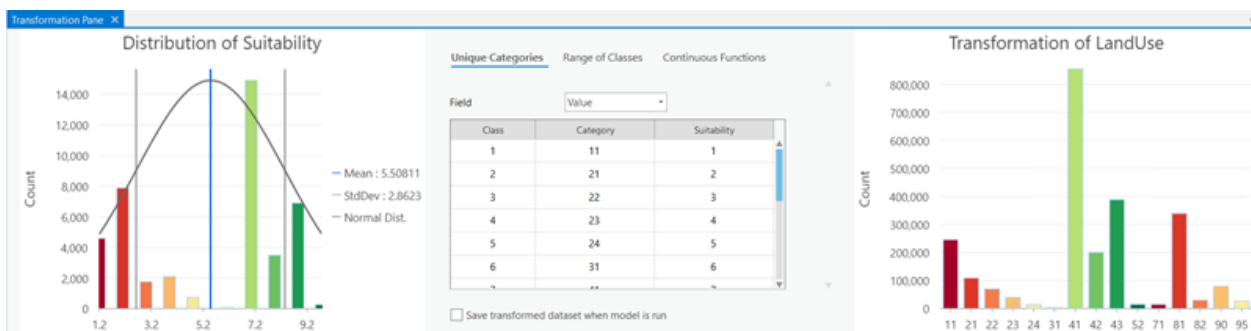 Transformation Pane ×
Distribution of Suitability
14,000
12,000
10,000
8,000
6,000
4,000
2,000
0
Count
1.2 3.2 5.2 7.2 9.2
Mean : 5.50811
StdDev : 2.8623
Normal Dist.
Unique Categories Range of Classes Continuous Functions
Field Value
Class Category Suitability
1 11 1
2 21 2
3 22 3
4 23 4
5 24 5
6 31 6
Save transformed dataset when model is run
Transformation of LandUse
800,000
700,000
600,000
500,000
400,000
300,000
200,000
100,000
0
Count
11 21 22 23 24 31 41 42 43 52 71 81 82 90 95